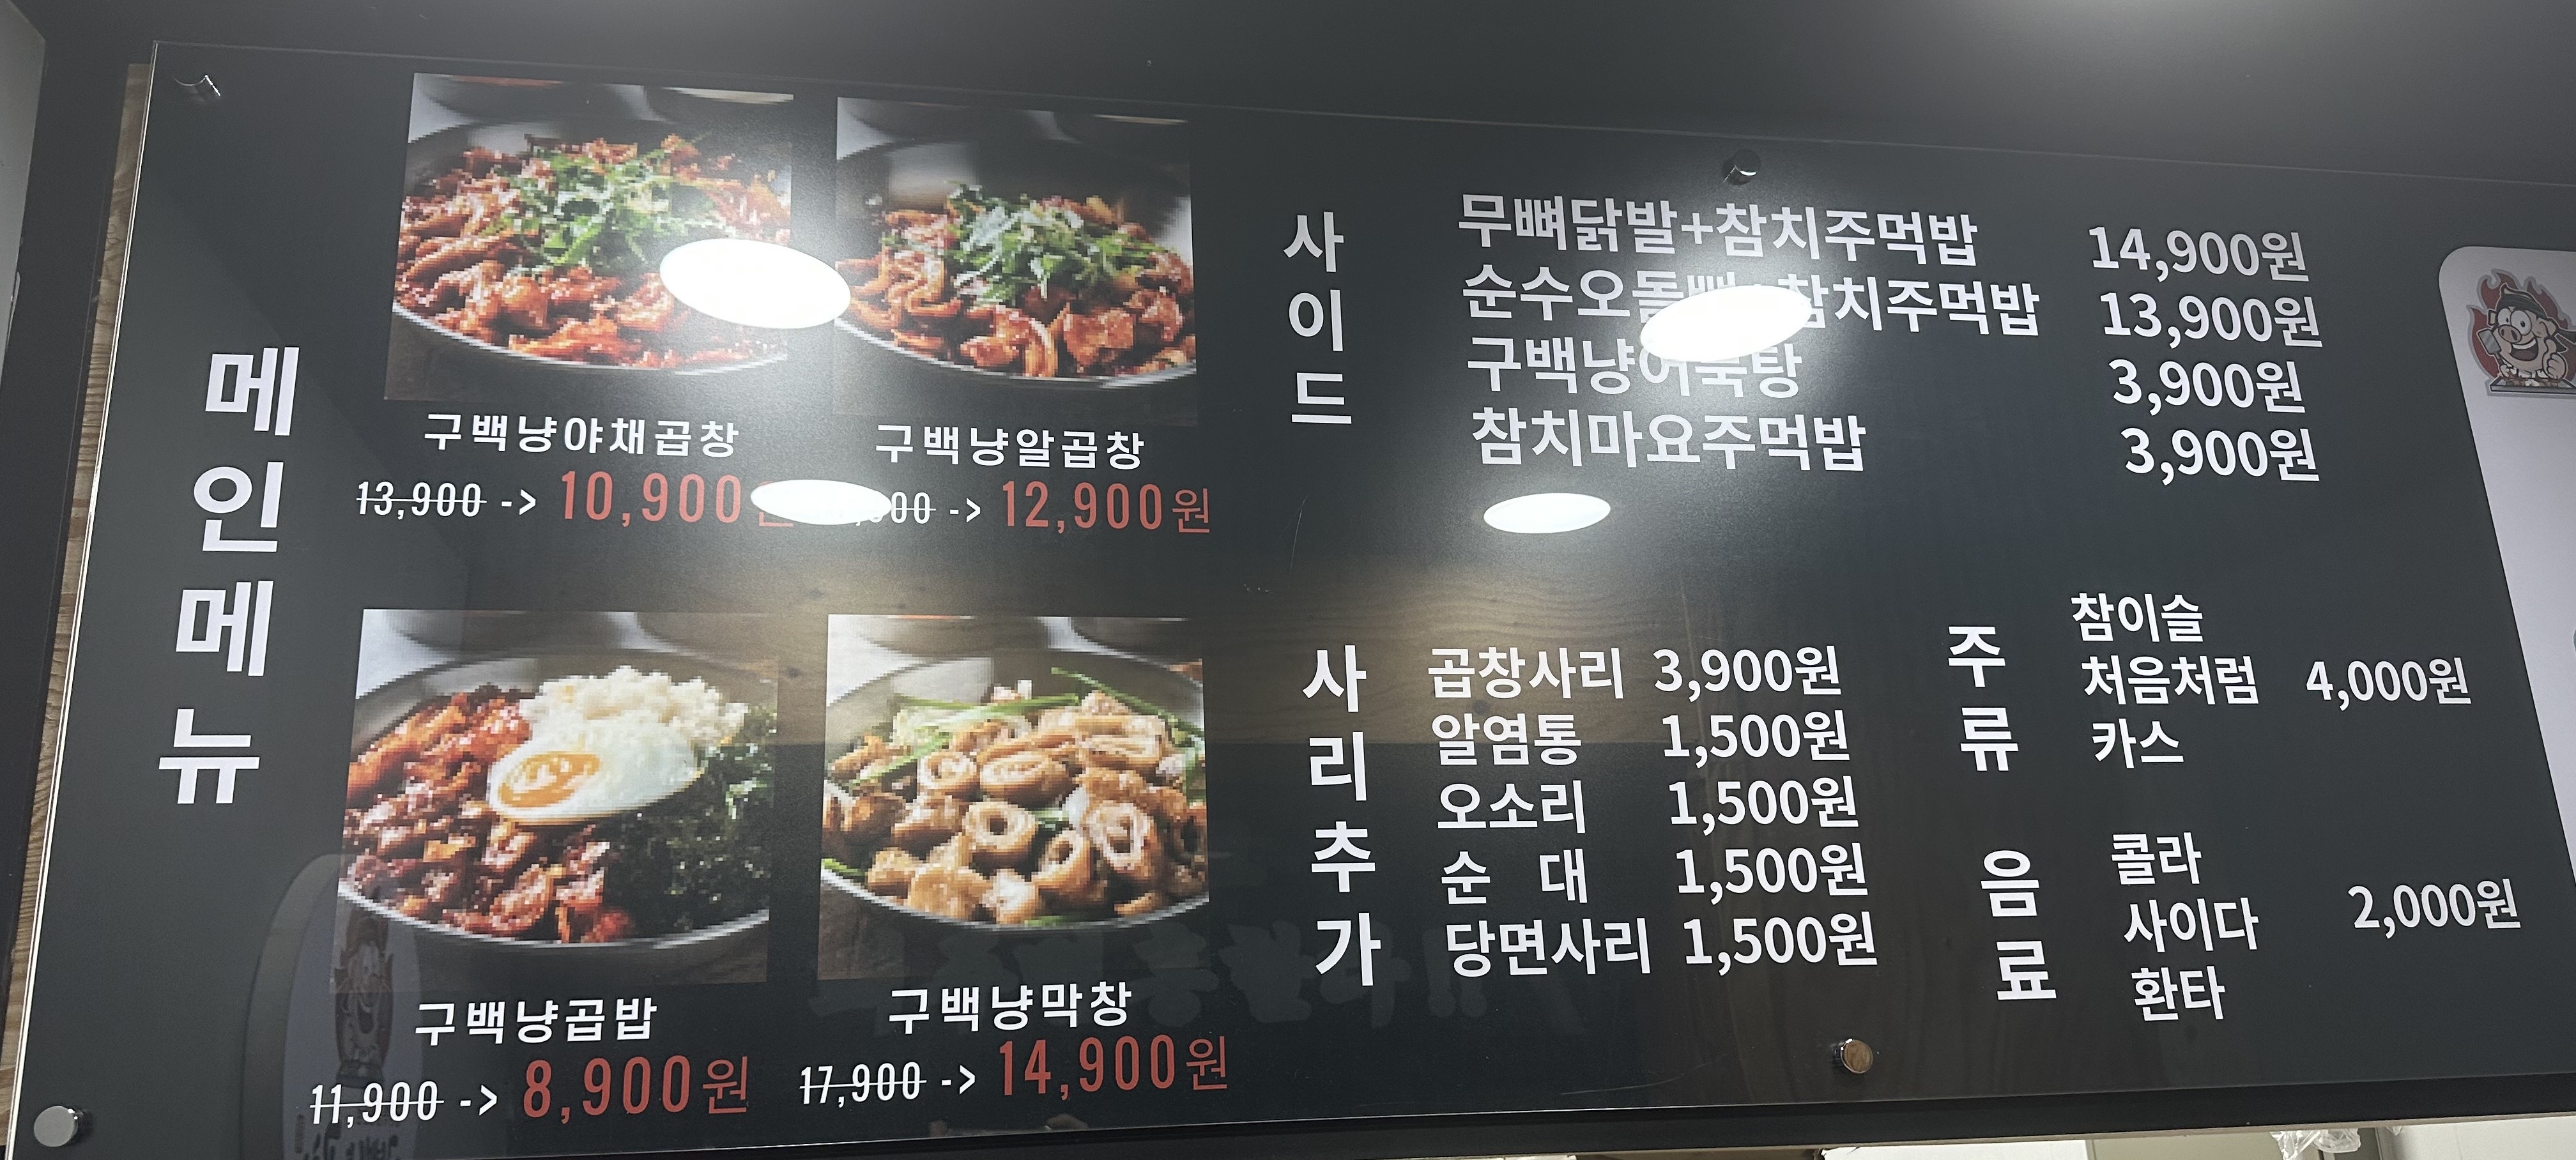 메인메뉴
구백냥야채곱창
13,900 -> 10,900
구백냥알곱창
-> 12,900원
구백냥곱밥
11,900 -> 8,900원
구백냥막창
17,900 -> 14,900원
사이드
무뼈닭발+참치주먹밥 14,900원
13,900원
3,900원
참치마요주먹밥 3,900원
사리추가
곱창사리 3,900원
알염통 1,500원
오소리 1,500원
순 대 1,500원
당면사리 1,500원
주류
참이슬
처음처럼 4,000원
카스
음료
콜라
사이다 2,000원
환타